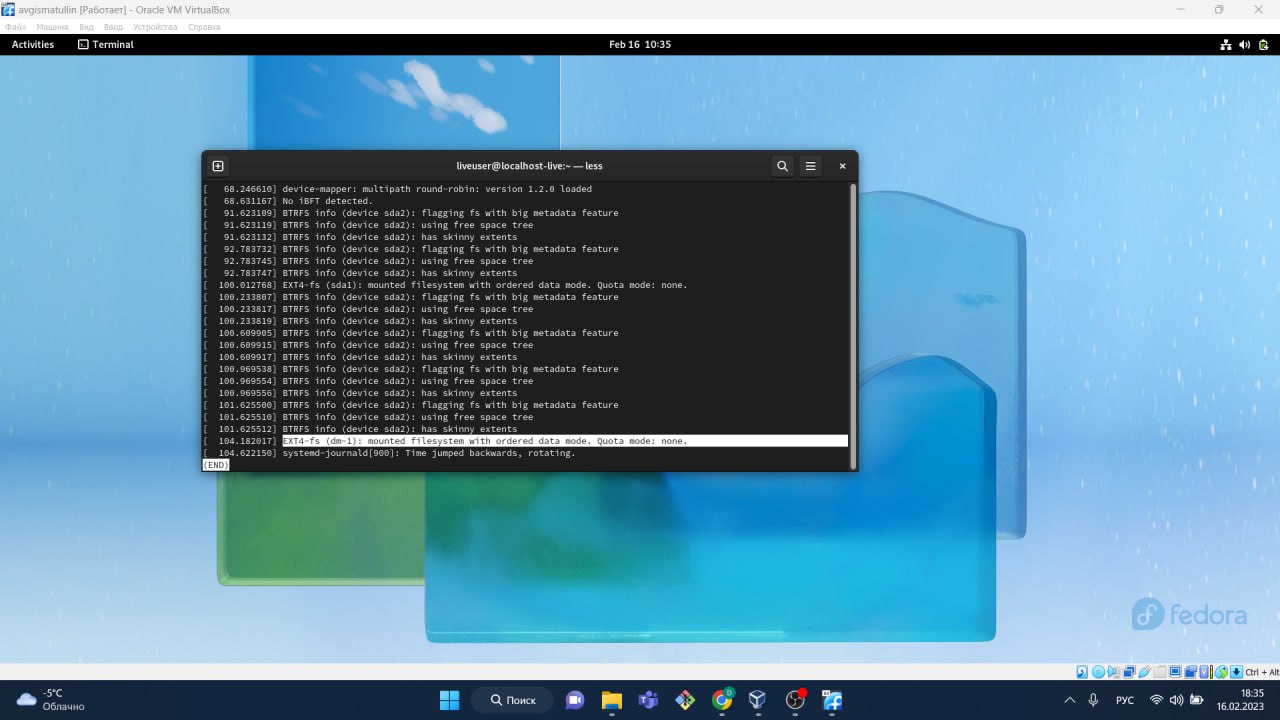 avgismatullin [Работает] - Oracle VM VirtualBox
Файл Машина Вид Ввод Устройства Справка
Activities Terminal Feb 16 10:35
liveuser@localhost-live:~ — less
[   68.246610] device-mapper: multipath round-robin: version 1.2.0 loaded
[   68.631167] No iBFT detected.
[   91.623109] BTRFS info (device sda2): flagging fs with big metadata feature
[   91.623119] BTRFS info (device sda2): using free space tree
[   91.623132] BTRFS info (device sda2): has skinny extents
[   92.783732] BTRFS info (device sda2): flagging fs with big metadata feature
[   92.783745] BTRFS info (device sda2): using free space tree
[   92.783747] BTRFS info (device sda2): has skinny extents
[  100.012768] EXT4-fs (sda1): mounted filesystem with ordered data mode. Quota mode: none.
[  100.233807] BTRFS info (device sda2): flagging fs with big metadata feature
[  100.233817] BTRFS info (device sda2): using free space tree
[  100.233819] BTRFS info (device sda2): has skinny extents
[  100.609905] BTRFS info (device sda2): flagging fs with big metadata feature
[  100.609915] BTRFS info (device sda2): using free space tree
[  100.609917] BTRFS info (device sda2): has skinny extents
[  100.969538] BTRFS info (device sda2): flagging fs with big metadata feature
[  100.969554] BTRFS info (device sda2): using free space tree
[  100.969556] BTRFS info (device sda2): has skinny extents
[  101.625500] BTRFS info (device sda2): flagging fs with big metadata feature
[  101.625510] BTRFS info (device sda2): using free space tree
[  101.625512] BTRFS info (device sda2): has skinny extents
[  104.182017] EXT4-fs (dm-1): mounted filesystem with ordered data mode. Quota mode: none.
[  104.622150] systemd-journald[900]: Time jumped backwards, rotating.
(END)
fedora
Ctrl + Alt
-5°C
Облачно
Поиск
РУС
18:35
16.02.2023